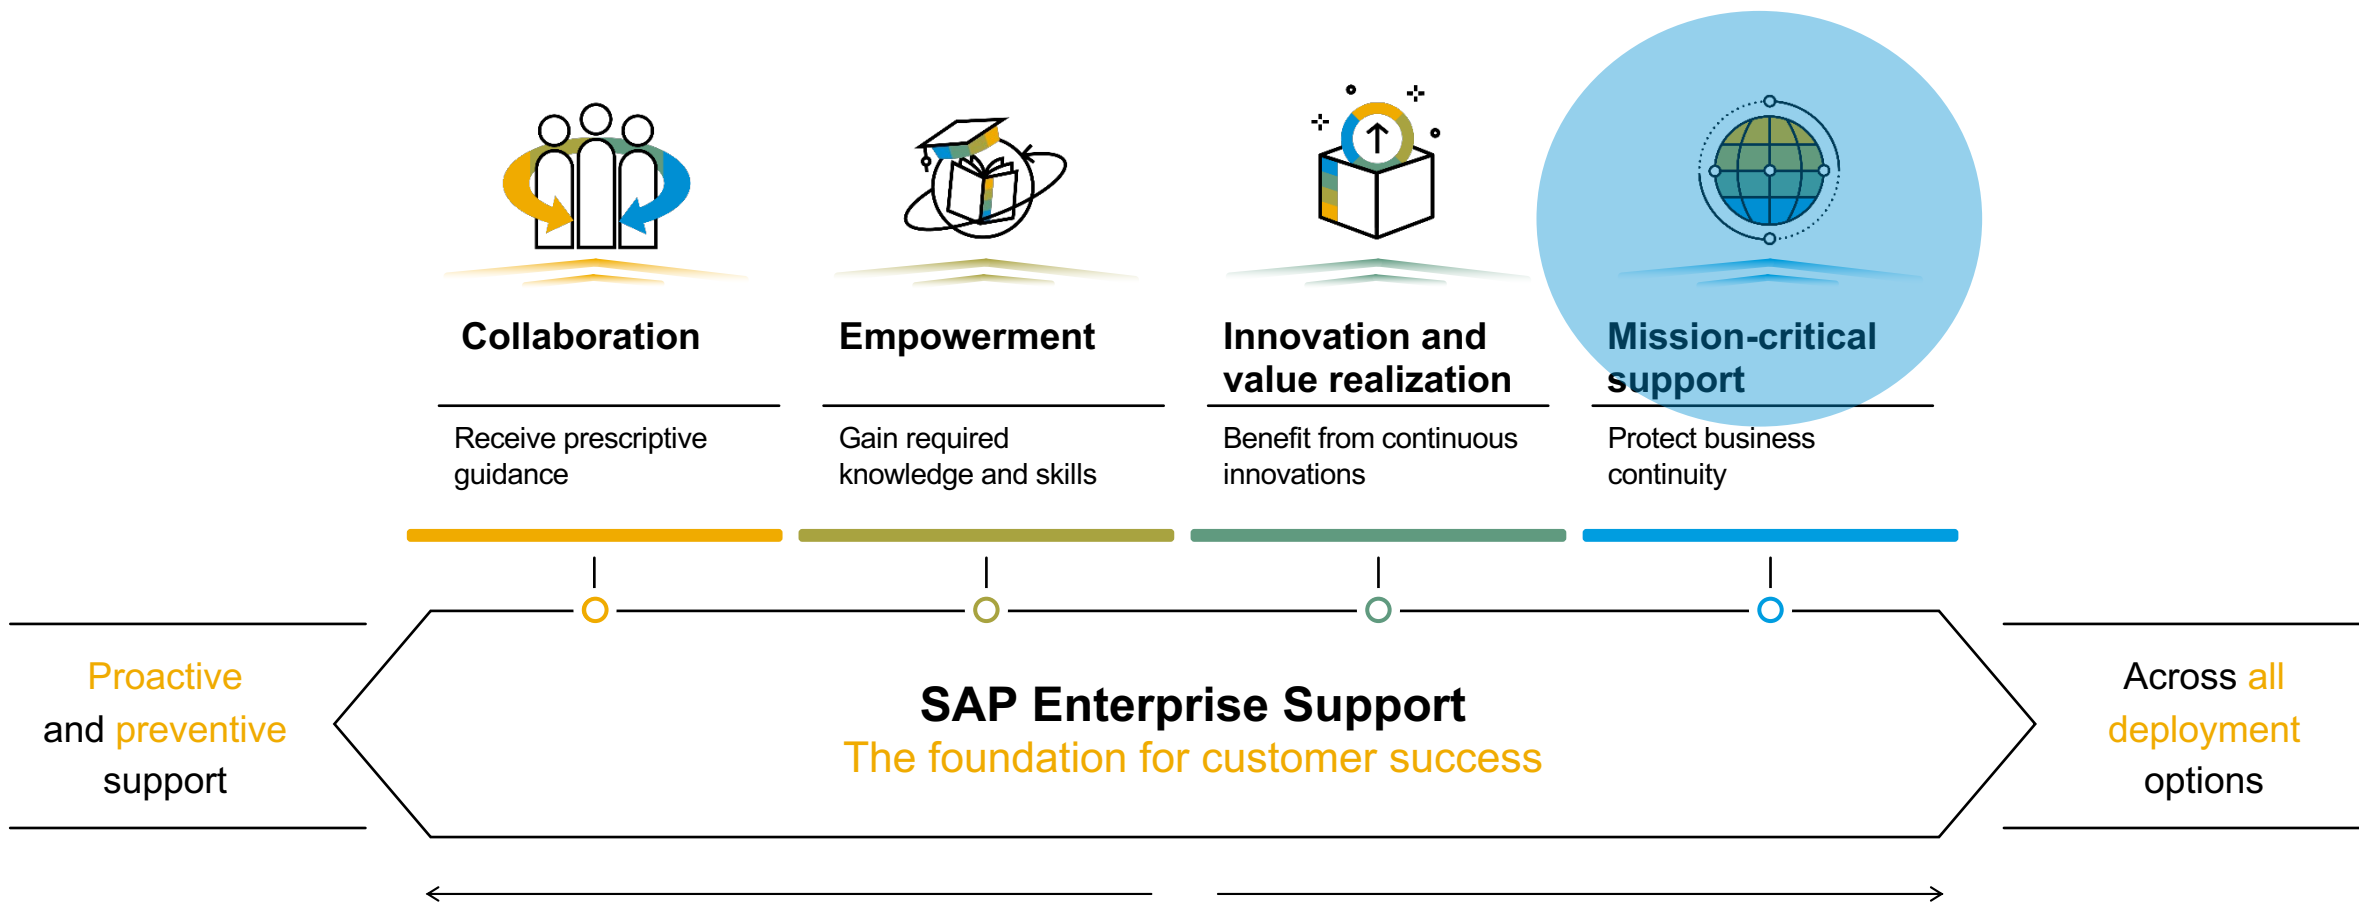 Collaboration
Receive prescriptive
guidance
Empowerment
Gain required
knowledge and skills
Innovation and
value realization
Benefit from continuous
innovations
Mission-critical
support
Protect business
continuity
Proactive
and preventive
support
SAP Enterprise Support
The foundation for customer success
Across all
deployment
options